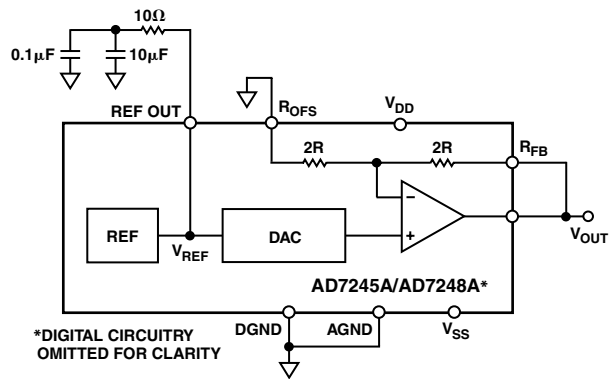 10Ω
0.1µF
10µF
REF OUT
ROFS
VDD
2R
2R
RFB
–
+
REF
VREF
DAC
VOUT
AD7245A/AD7248A*
*DIGITAL CIRCUITRY
OMITTED FOR CLARITY
DGND
AGND
VSS